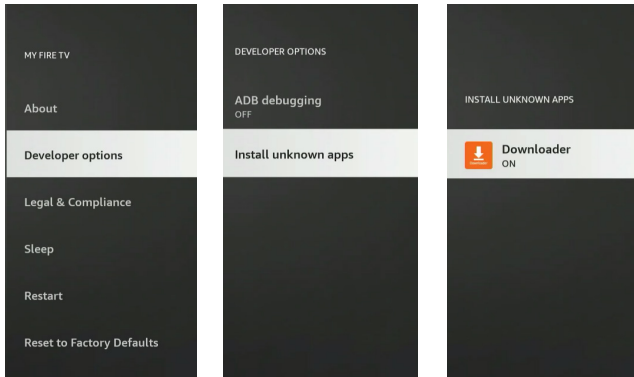 MY FIRE TV
About
Developer options
Legal & Compliance
Sleep
Restart
Reset to Factory Defaults
DEVELOPER OPTIONS
ADB debugging
OFF
Install unknown apps
INSTALL UNKNOWN APPS
Downloader
ON